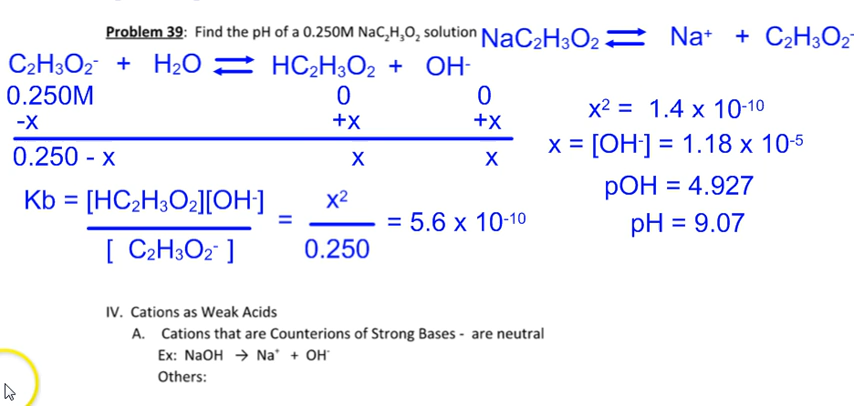 Problem 39: Find the pH of a 0.250M NaC₂H₃O₂ solution
NaC2H3O2 ⇌ Na+ + C2H3O2-
C2H3O2- + H2O ⇌ HC2H3O2 + OH-
0.250M 0 0
-X +X +X
0.250 - x x x
x2 = 1.4 x 10-10
x = [OH-] = 1.18 x 10-5
pOH = 4.927
pH = 9.07
Kb = [HC2H3O2][OH-] = x2 = 5.6 x 10-10
[ C2H3O2- ] 0.250
IV. Cations as Weak Acids
A. Cations that are Counterions of Strong Bases - are neutral
Ex: NaOH → Na⁺ + OH⁻
Others: